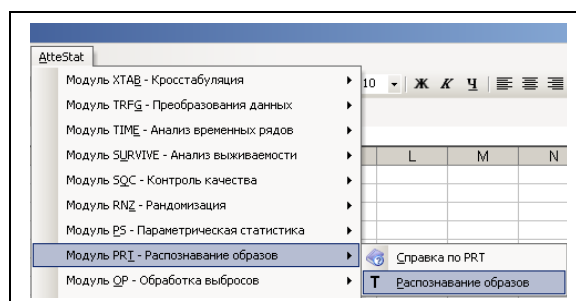 AtteStat
Модуль XTAB - Кросстабуляция
10 Ж К Ч
Модуль TRFG - Преобразования данных
Модуль TIME - Анализ временных рядов
Модуль SURVIVE - Анализ выживаемости
L M N
Модуль SQC - Контроль качества
Модуль RNZ - Рандомизация
Модуль PS - Параметрическая статистика
Модуль PRT - Распознавание образов
Справка по PRT
Модуль OP - Обработка выбросов
T Распознавание образов